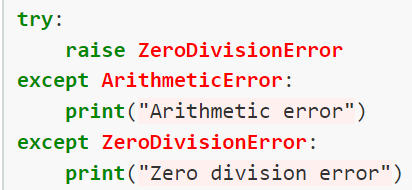 try:
    raise ZeroDivisionError
except ArithmeticError:
    print("Arithmetic error")
except ZeroDivisionError:
    print("Zero division error")